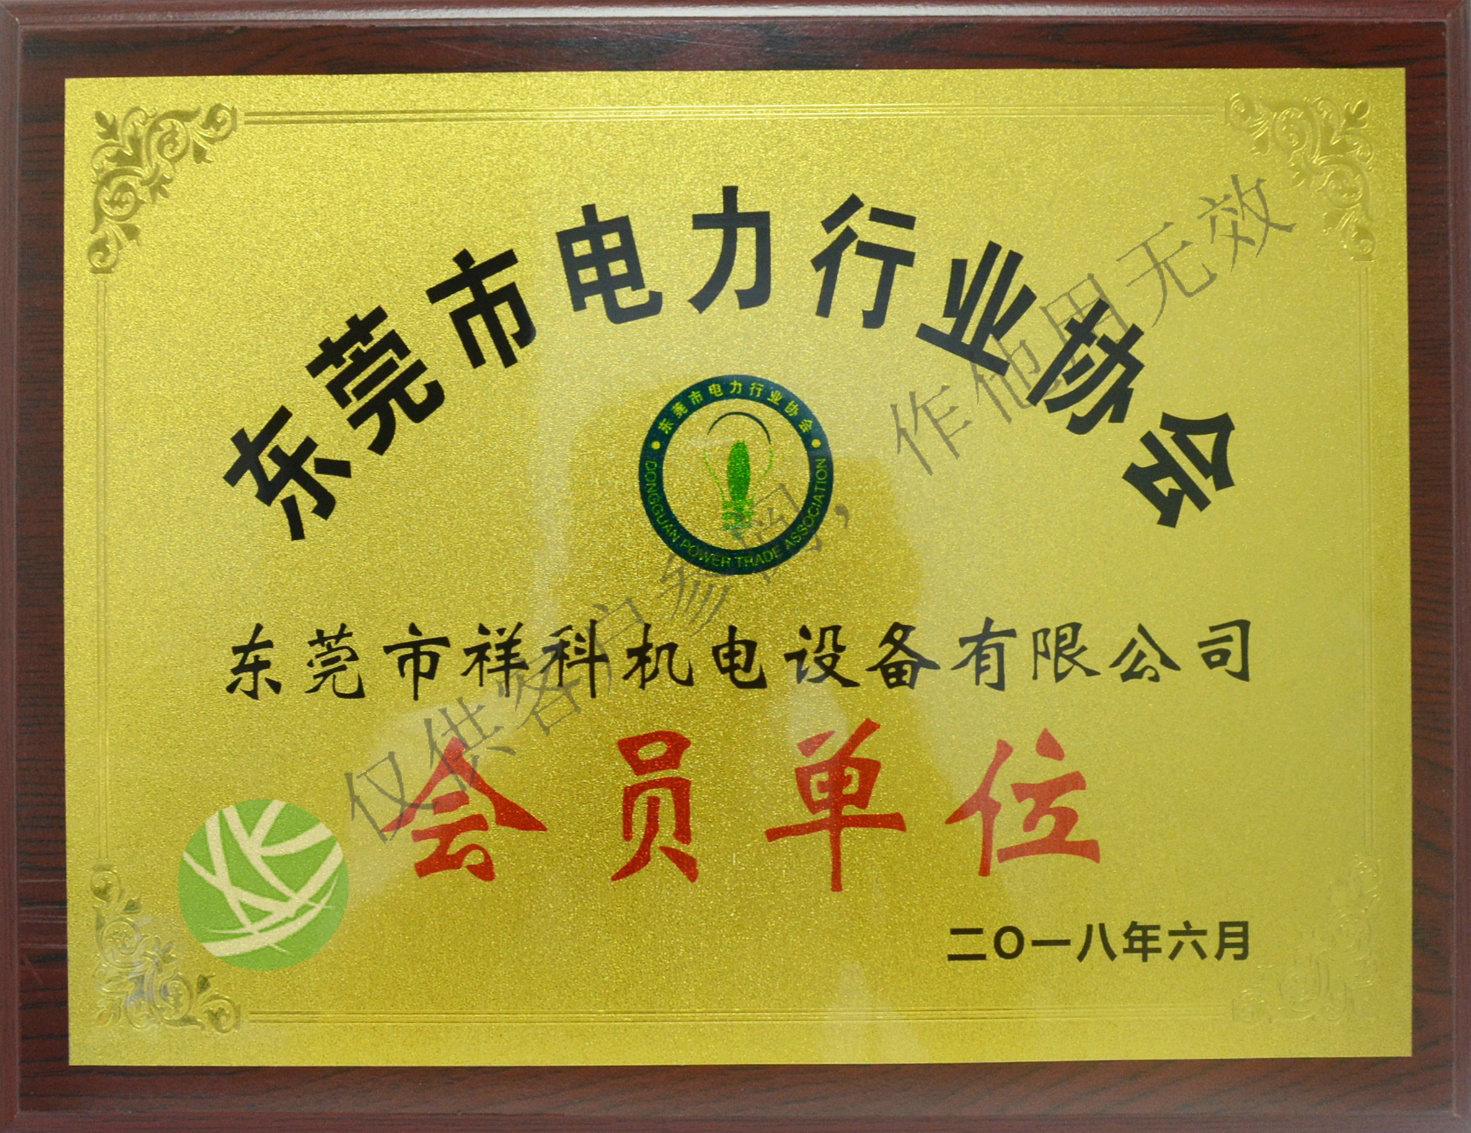 东莞市电力行业协会
东莞市电力行业协会
DONGGUAN POWER TRADE ASSOCIATION
东莞市祥科机电设备有限公司
会员单位
二〇一八年六月
仅供客户参阅，作他用无效